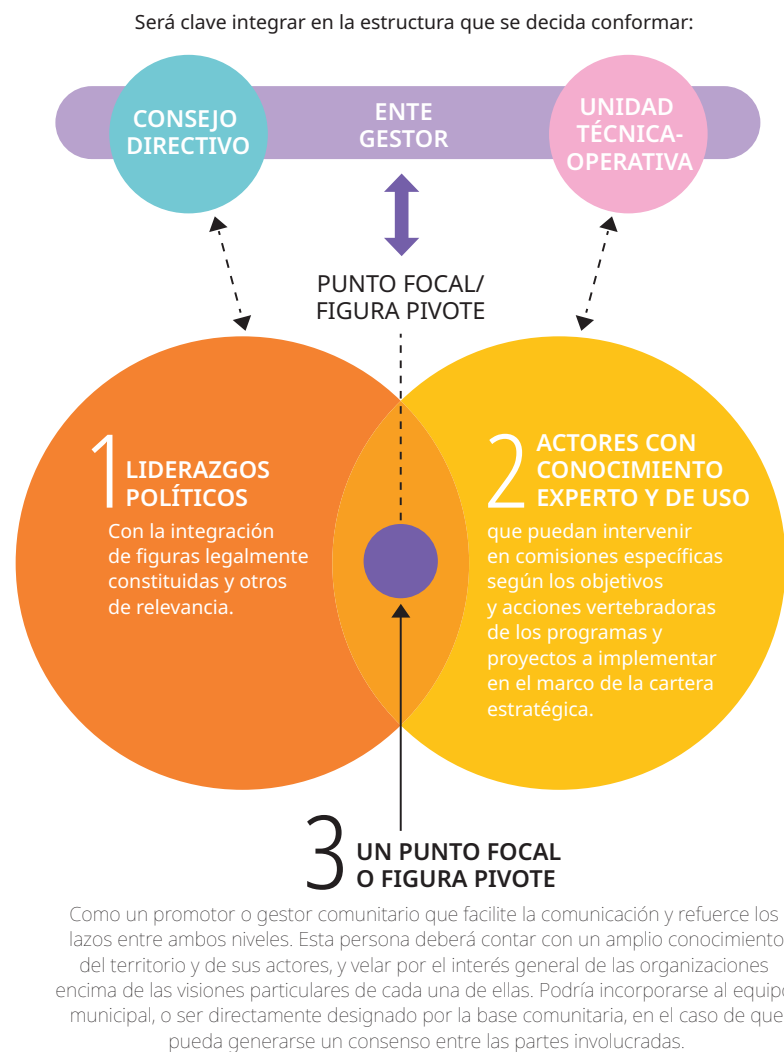 Será clave integrar en la estructura que se decida conformar:
CONSEJO
DIRECTIVO
ENTE
GESTOR
UNIDAD
TÉCNICA-
OPERATIVA
PUNTO FOCAL/
FIGURA PIVOTE
1
LIDERAZGOS
POLÍTICOS
Con la integración
de figuras legalmente
constituidas y otros
de relevancia.
2
ACTORES CON
CONOCIMIENTO
EXPERTO Y DE USO
que puedan intervenir
en comisiones específicas
según los objetivos
y acciones vertebradoras
de los programas y
proyectos a implementar
en el marco de la cartera
estratégica.
3
UN PUNTO FOCAL
O FIGURA PIVOTE
Como un promotor o gestor comunitario que facilite la comunicación y refuerce los
lazos entre ambos niveles. Esta persona deberá contar con un amplio conocimiento
del territorio y de sus actores, y velar por el interés general de las organizaciones
encima de las visiones particulares de cada una de ellas. Podría incorporarse al equipo
municipal, o ser directamente designado por la base comunitaria, en el caso de que
pueda generarse un consenso entre las partes involucradas.